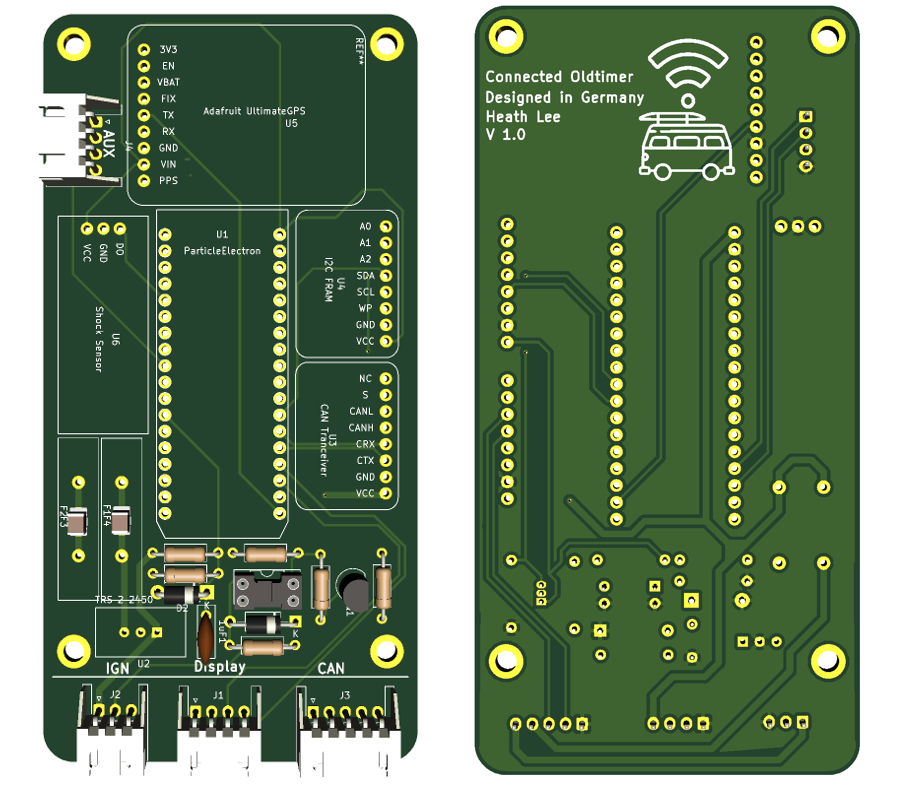 3V3
EN
VBAT
FIX
TX
RX
GND
VIN
PPS
Adafruit UltimateGPS
U5
REF**
AUX
J4
VCC
GND
DO
U6
Shock Sensor
U1
ParticleElectron
A0
A1
A2
SDA
SCL
WP
GND
VCC
U4
I2C FRAM
NC
S
CANL
CANH
CRX
CTX
GND
VCC
U3
CAN Tranceiver
F2F3
F1F4
TRS 2-2450
D2
K
1uF1
K
U2
IGN
Display
CAN
J2
J1
J3
Connected Oldtimer
Designed in Germany
Heath Lee
V 1.0